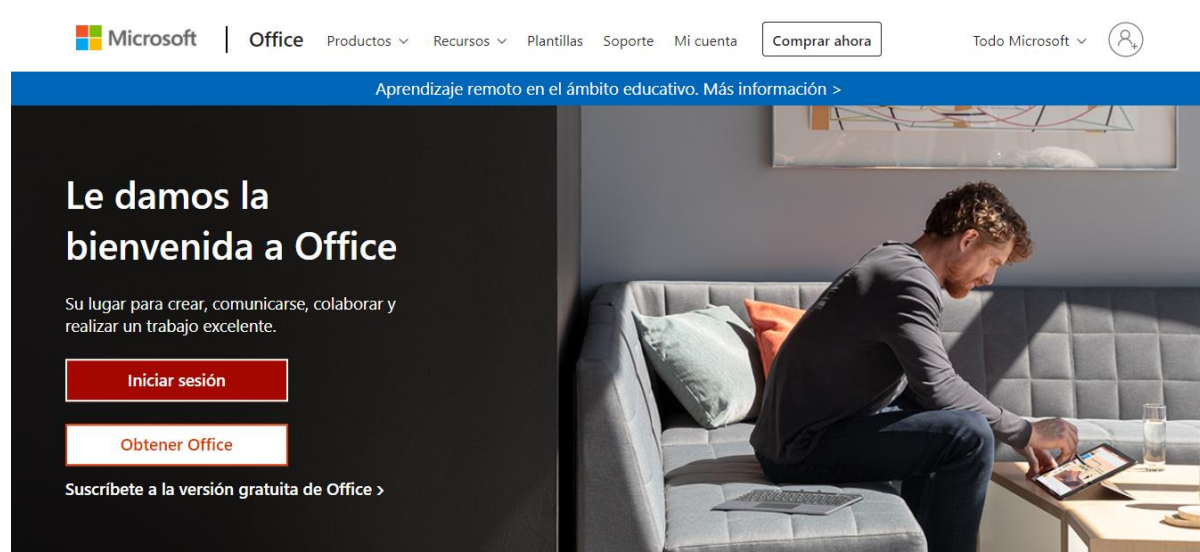 Microsoft Office Productos Recursos Plantillas Soporte Mi cuenta Comprar ahora Todo Microsoft
Aprendizaje remoto en el ámbito educativo. Más información >
Le damos la
bienvenida a Office
Su lugar para crear, comunicarse, colaborar y
realizar un trabajo excelente.
Iniciar sesión
Obtener Office
Suscríbete a la versión gratuita de Office >